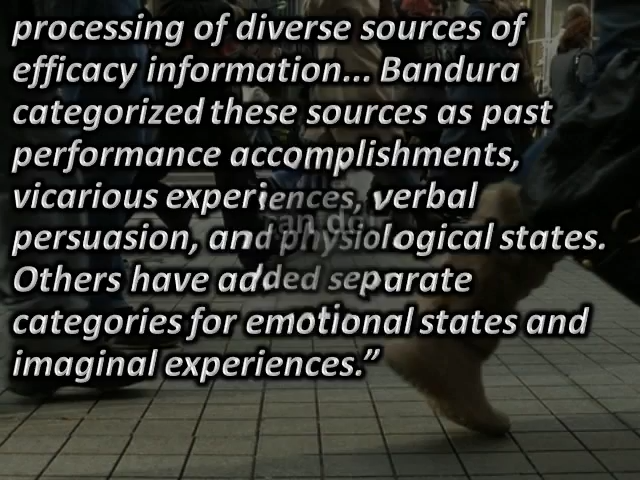 processing of diverse sources of
efficacy information... Bandura
categorized these sources as past
performance accomplishments,
vicarious experiences, verbal
persuasion, and physiological states.
Others have added separate
categories for emotional states and
imaginal experiences.”